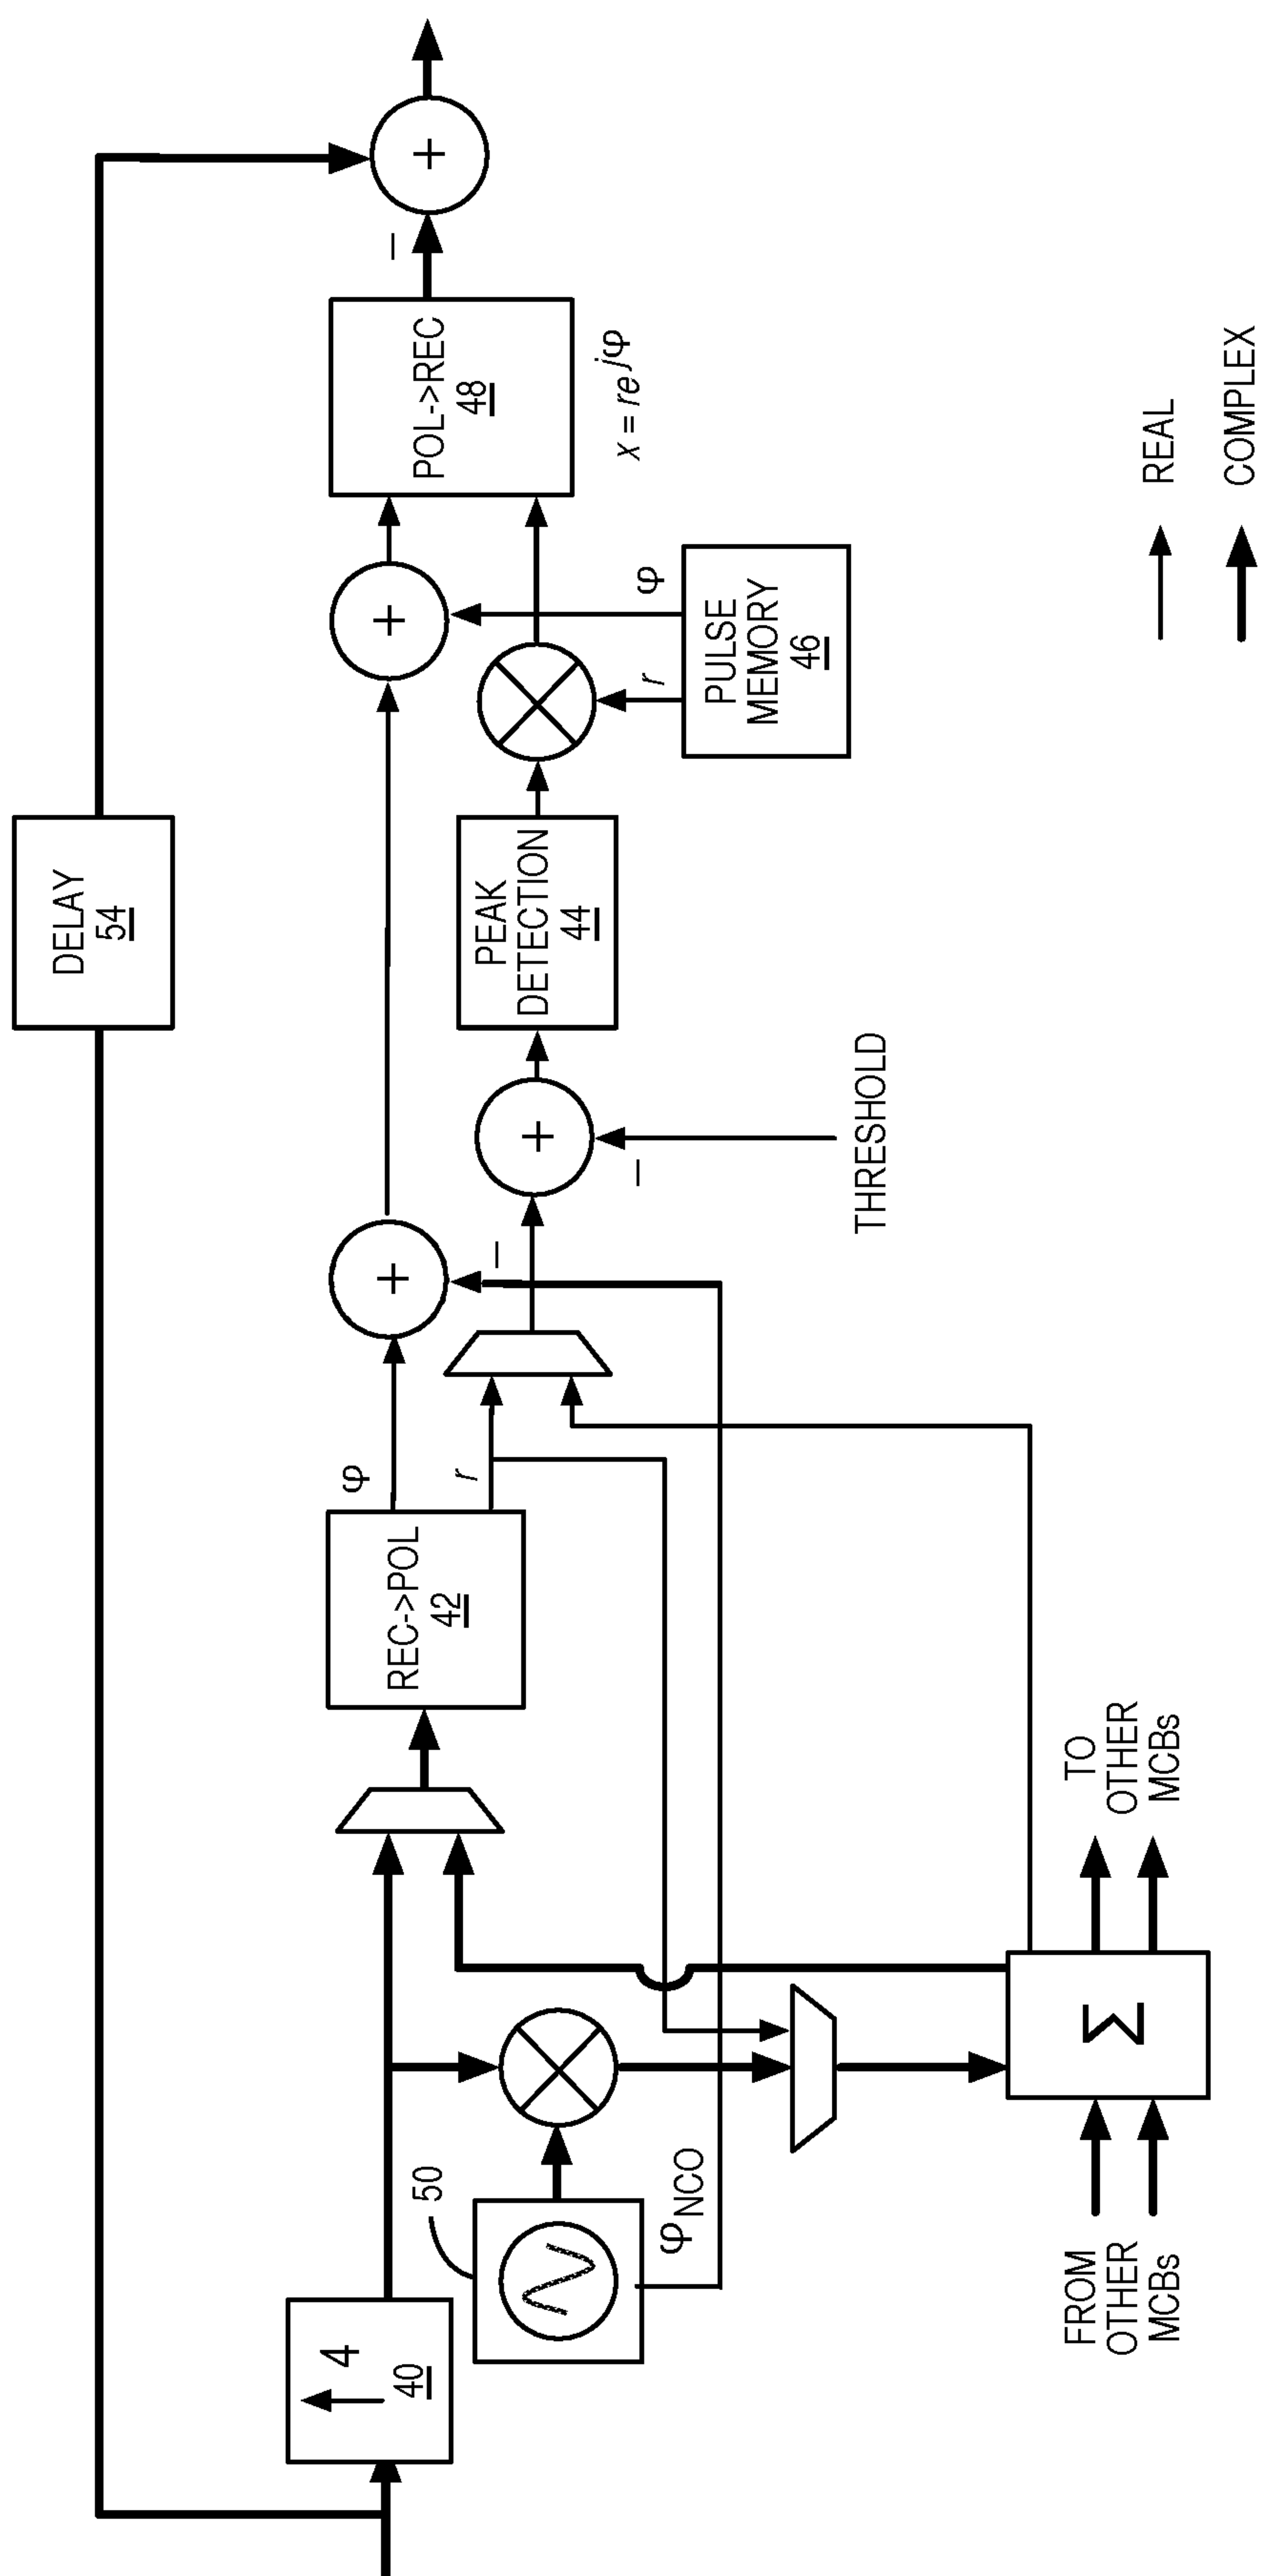 DELAY
54
+
−
POL->REC
48
x = re^jφ
+
φ
r
PULSE
MEMORY
46
PEAK
DETECTION
44
+
−
THRESHOLD
+
−
φ
r
REC->POL
42
4
40
50
φNCO
Σ
FROM
OTHER
MCBs
TO
OTHER
MCBs
REAL
COMPLEX